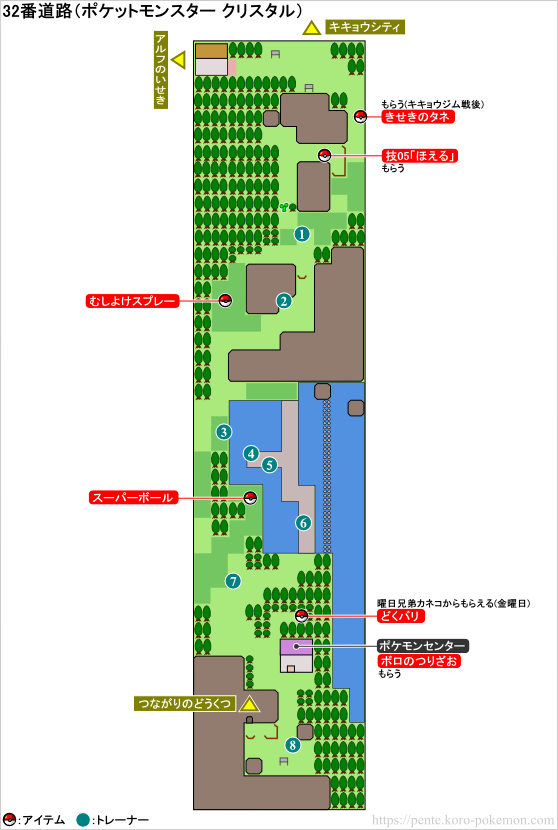 32番道路(ポケットモンスター クリスタル)
キキョウシティ
アルフのいせき
もらう(キキョウジム戦後)
きせきのタネ
技05「ほえる」
もらう
1
むしよけスプレー
2
3
4
5
スーパーボール
6
7
曜日兄弟カネコからもらえる(金曜日)
どくバリ
ポケモンセンター
ボロのつりざお
もらう
つながりのどうくつ
8
:アイテム
:トレーナー
https://pente.koro-pokemon.com